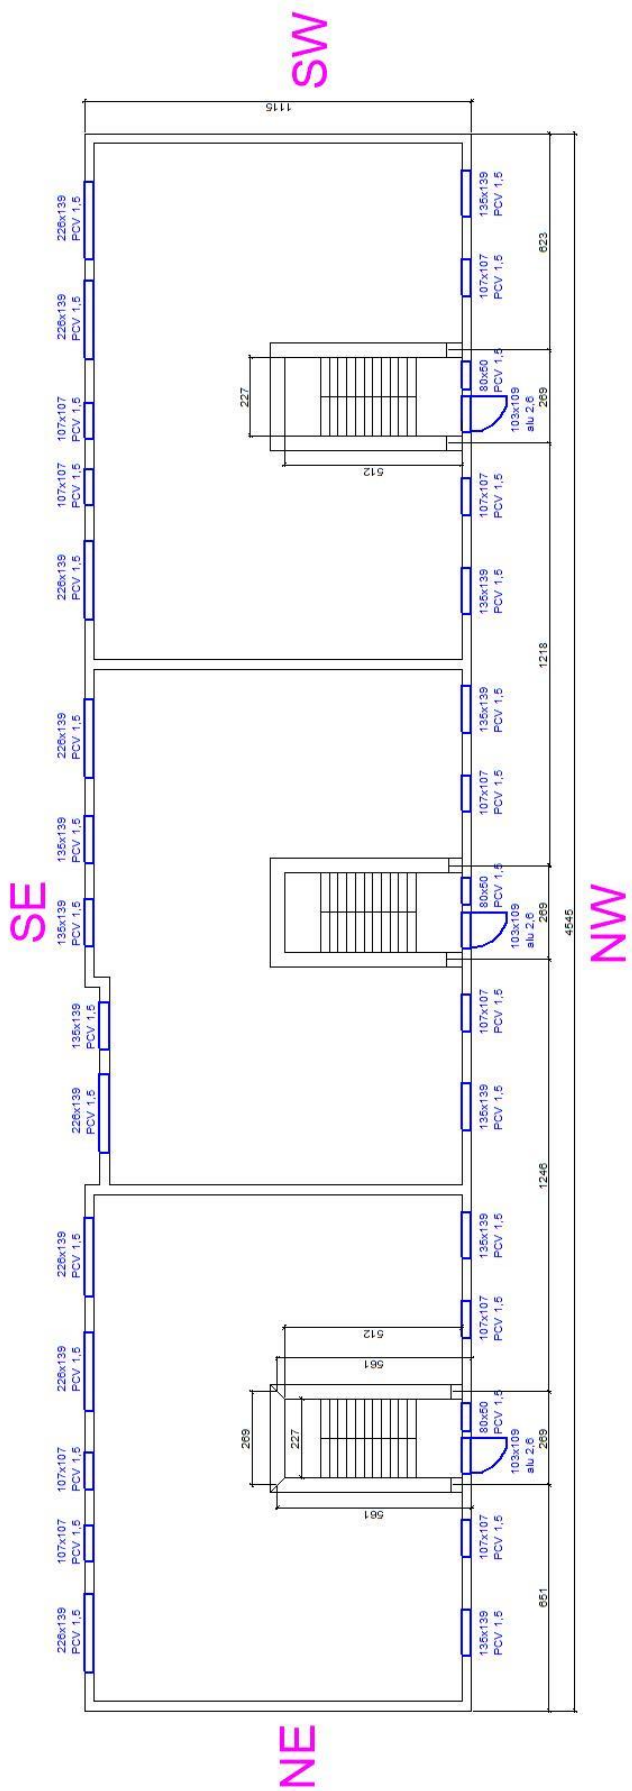 SE
226x139
PCV 1,5
107x107
PCV 1,5
107x107
PCV 1,5
226x139
PCV 1,5
226x139
PCV 1,5
226x139
PCV 1,5
135x139
PCV 1,5
135x139
PCV 1,5
135x139
PCV 1,5
226x139
PCV 1,5
226x139
PCV 1,5
107x107
PCV 1,5
107x107
PCV 1,5
226x139
PCV 1,5
226x139
PCV 1,5
NE
269
227
561
561
512
227
512
1115
SW
135x139
PCV 1,5
107x107
PCV 1,5
103x109
alu 2,6
80x60
PCV 1,5
107x107
PCV 1,5
135x139
PCV 1,5
135x139
PCV 1,5
107x107
PCV 1,5
103x109
alu 2,6
80x60
PCV 1,5
107x107
PCV 1,5
135x139
PCV 1,5
135x139
PCV 1,5
107x107
PCV 1,5
103x109
alu 2,6
80x60
PCV 1,5
107x107
PCV 1,5
135x139
PCV 1,5
651
269
1246
269
1218
269
623
4545
NW